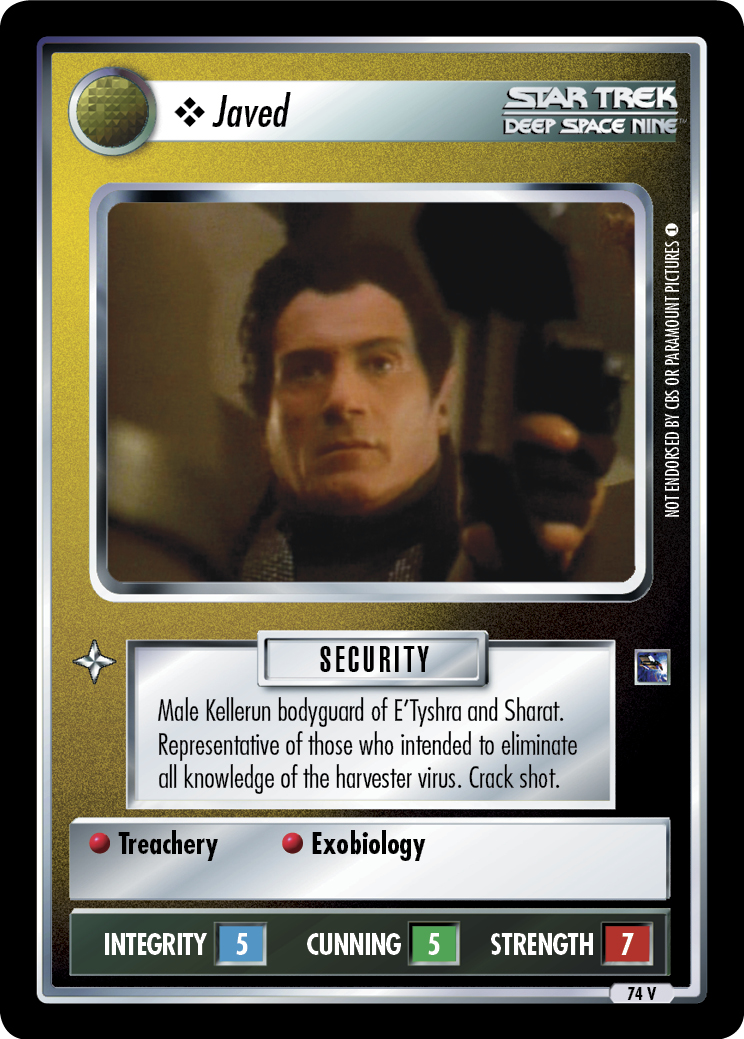 ❖ Javed
STAR TREK
DEEP SPACE NINE™
NOT ENDORSED BY CBS OR PARAMOUNT PICTURES 1
SECURITY
Male Kellerun bodyguard of E'Tyshra and Sharat.
Representative of those who intended to eliminate
all knowledge of the harvester virus. Crack shot.
Treachery Exobiology
INTEGRITY 5 CUNNING 5 STRENGTH 7
74 V